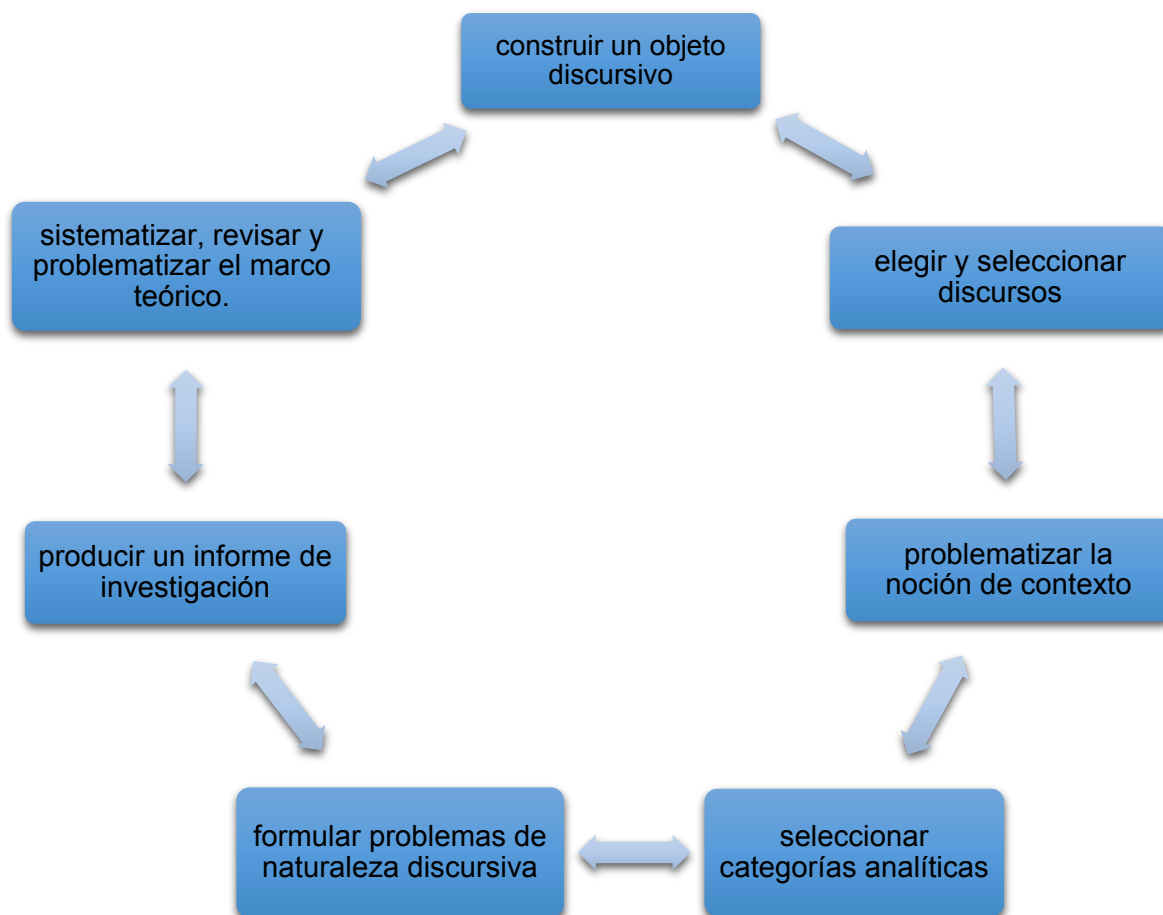 construir un objeto
discursivo
elegir y seleccionar
discursos
problematizar la
noción de contexto
seleccionar
categorías analíticas
formular problemas de
naturaleza discursiva
producir un informe de
investigación
sistematizar, revisar y
problematizar el marco
teórico.